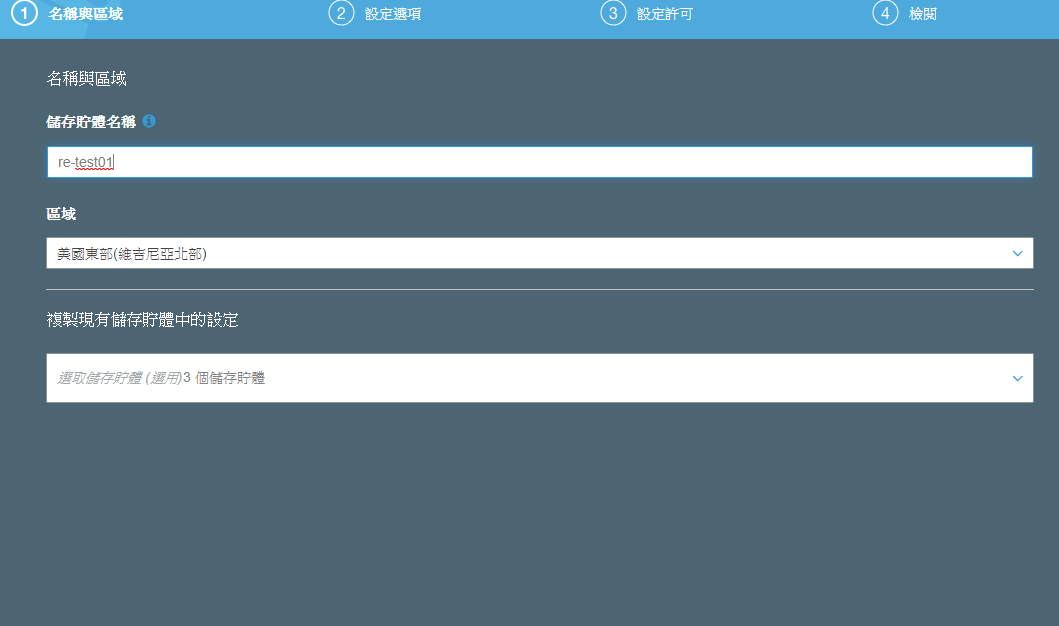 1 名稱與區域 2 設定選項 3 設定許可 4 檢閱
名稱與區域
儲存貯體名稱
re-test01
區域
美國東部(維吉尼亞北部)
複製現有儲存貯體中的設定
選取儲存貯體 (選用)3 個儲存貯體